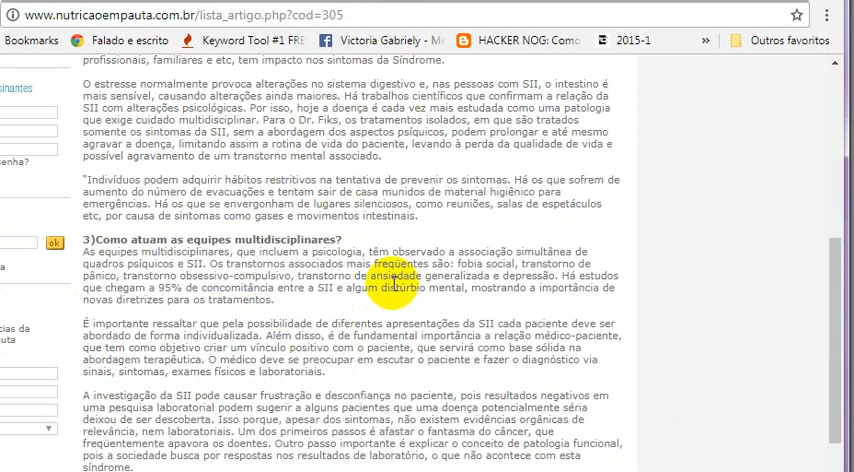 www.nutricaoempauta.com.br/lista_artigo.php?cod=305
Bookmarks Falado e escrito Keyword Tool #1 FRE Victoria Gabriely - Me HACKER NOG: Como 2015-1 » Outros favoritos
profissionais, familiares e etc, tem impacto nos sintomas da Síndrome.
sinantes
O estresse normalmente provoca alterações no sistema digestivo e, nas pessoas com SII, o intestino é
mais sensível, causando alterações ainda maiores. Há trabalhos científicos que confirmam a relação da
SII com alterações psicológicas. Por isso, hoje a doença é cada vez mais estudada como uma patologia
que exige cuidado multidisciplinar. Para o Dr. Fiks, os tratamentos isolados, em que são tratados
somente os sintomas da SII, sem a abordagem dos aspectos psíquicos, podem prolongar e até mesmo
agravar a doença, limitando assim a rotina de vida do paciente, levando à perda da qualidade de vida e
possível agravamento de um transtorno mental associado.
enha?
"Indivíduos podem adquirir hábitos restritivos na tentativa de prevenir os sintomas. Há os que sofrem de
aumento do número de evacuações e tentam sair de casa munidos de material higiênico para
emergências. Há os que se envergonham de lugares silenciosos, como reuniões, salas de espetáculos
etc, por causa de sintomas como gases e movimentos intestinais.
ok
3)Como atuam as equipes multidisciplinares?
As equipes multidisciplinares, que incluem a psicologia, têm observado a associação simultânea de
quadros psíquicos e SII. Os transtornos associados mais freqüentes são: fobia social, transtorno de
a
pânico, transtorno obsessivo-compulsivo, transtorno de ansiedade generalizada e depressão. Há estudos
que chegam a 95% de concomitância entre a SII e algum distúrbio mental, mostrando a importância de
novas diretrizes para os tratamentos.
É importante ressaltar que pela possibilidade de diferentes apresentações da SII cada paciente deve ser
cias da
abordado de forma individualizada. Além disso, é de fundamental importância a relação médico-paciente,
uta
que tem como objetivo criar um vínculo positivo com o paciente, que servirá como base sólida na
abordagem terapêutica. O médico deve se preocupar em escutar o paciente e fazer o diagnóstico via
sinais, sintomas, exames físicos e laboratoriais.
A investigação da SII pode causar frustração e desconfiança no paciente, pois resultados negativos em
uma pesquisa laboratorial podem sugerir a alguns pacientes que uma doença potencialmente séria
deixou de ser descoberta. Isso porque, apesar dos sintomas, não existem evidências orgânicas de
relevância, nem laboratoriais. Um dos primeiros passos é afastar o fantasma do câncer, que
freqüentemente apavora os doentes. Outro passo importante é explicar o conceito de patologia funcional,
pois a sociedade busca por respostas nos resultados de laboratório, o que não acontece com esta
síndrome.